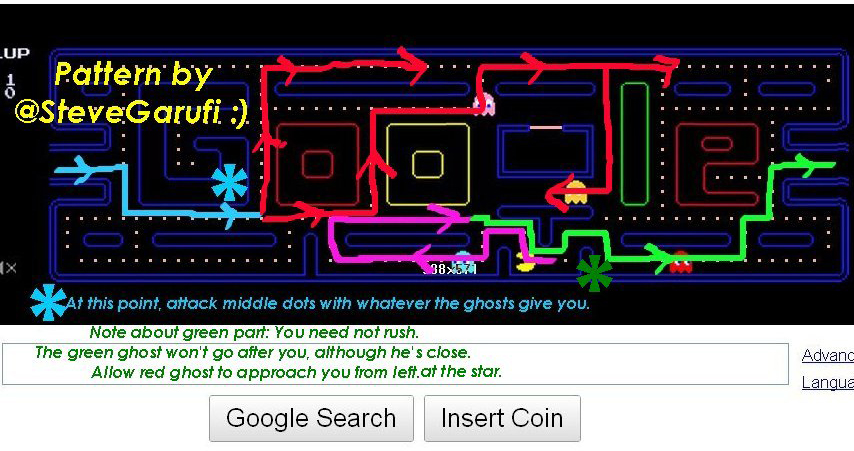 1UP
10
Pattern by
@SteveGarufi :)
At this point, attack middle dots with whatever the ghosts give you.
Note about green part: You need not rush.
The green ghost won't go after you, although he's close.
Allow red ghost to approach you from left.at the star.
Advanc
Langua
Google Search
Insert Coin